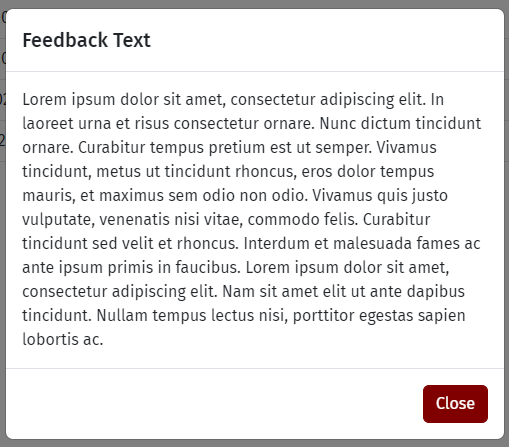 Feedback Text
Lorem ipsum dolor sit amet, consectetur adipiscing elit. In
laoreet urna et risus consectetur ornare. Nunc dictum tincidunt
ornare. Curabitur tempus pretium est ut semper. Vivamus
tincidunt, metus ut tincidunt rhoncus, eros dolor tempus
mauris, et maximus sem odio non odio. Vivamus quis justo
vulputate, venenatis nisi vitae, commodo felis. Curabitur
tincidunt sed velit et rhoncus. Interdum et malesuada fames ac
ante ipsum primis in faucibus. Lorem ipsum dolor sit amet,
consectetur adipiscing elit. Nam sit amet elit ut ante dapibus
tincidunt. Nullam tempus lectus nisi, porttitor egestas sapien
lobortis ac.
Close